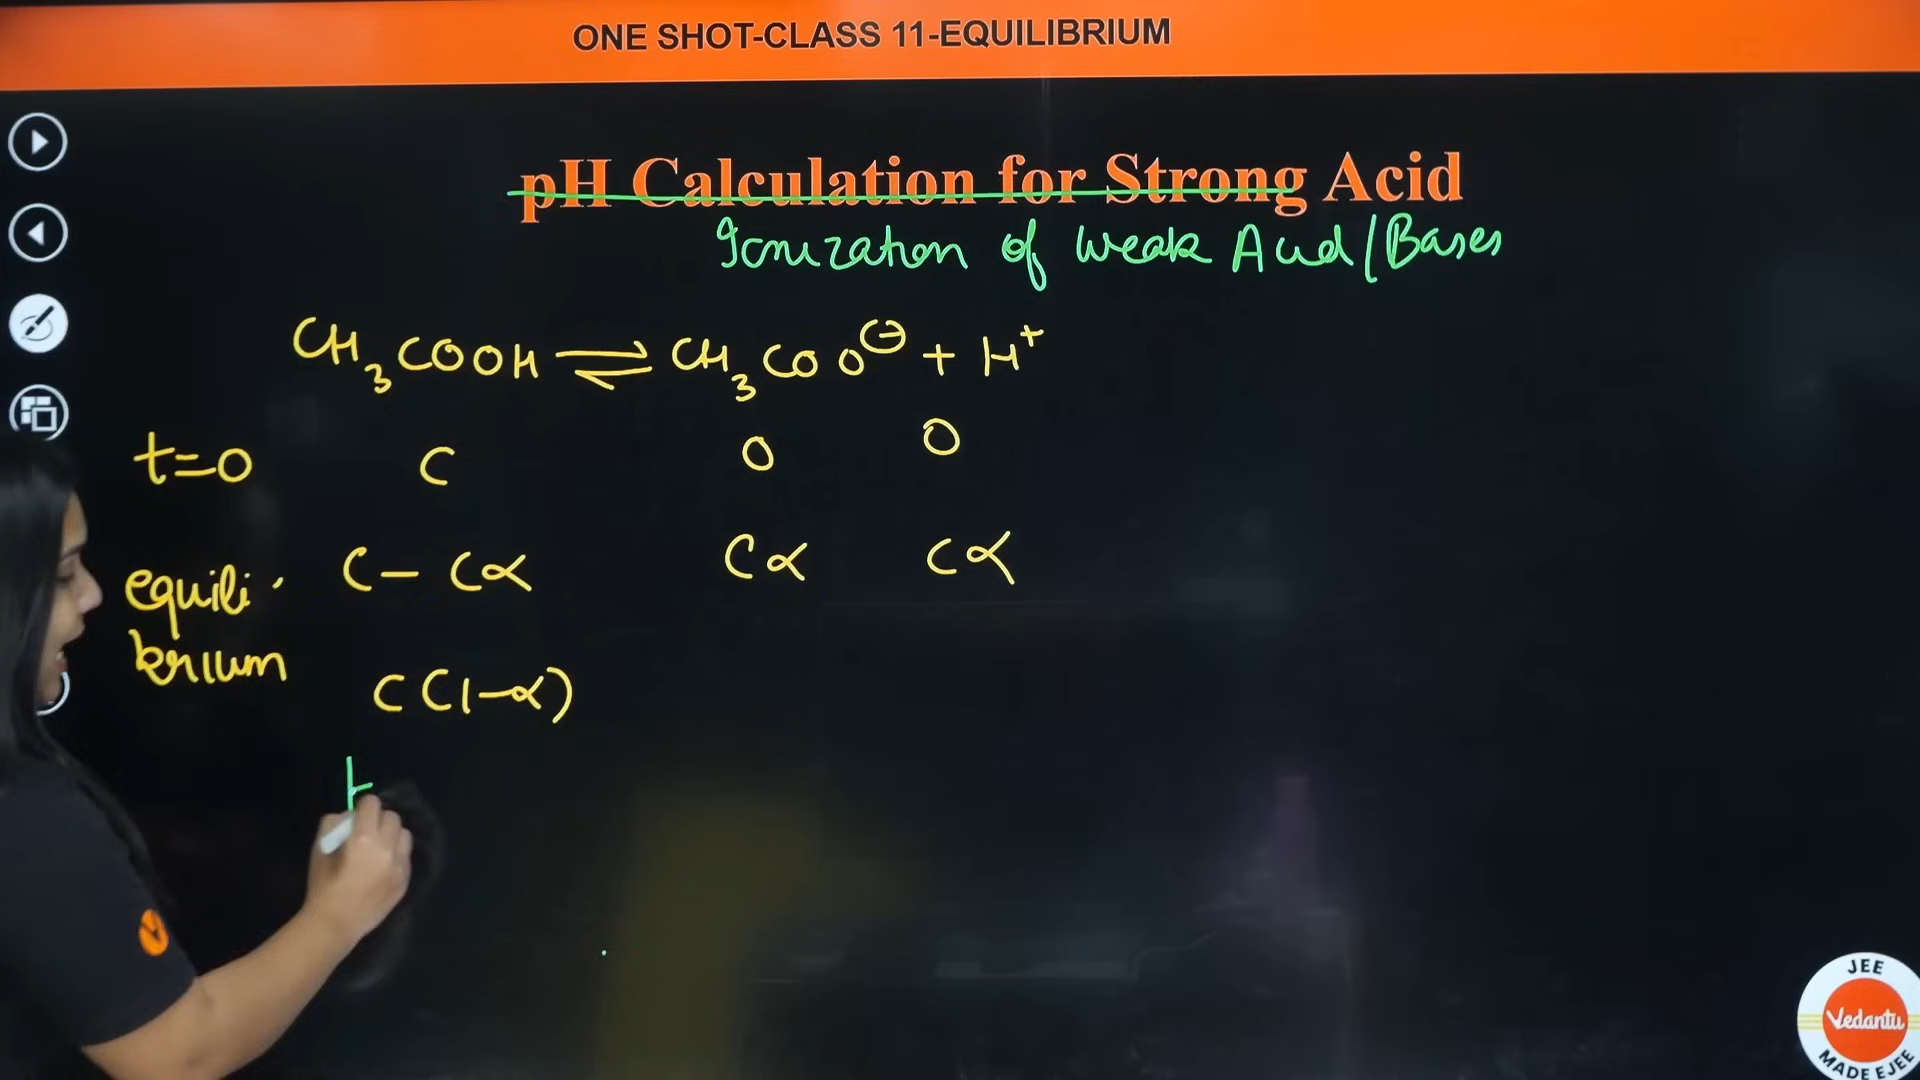 ONE SHOT-CLASS 11-EQUILIBRIUM
pH Calculation for Strong Acid
Ionization of weak Acid/Bases
CH3COOH ⇌ CH3COO⊖ + H+
t=0 C 0 0
equili- C - Cα Cα Cα
brium C(1-α)
JEE
Vedantu
MADE EJEE